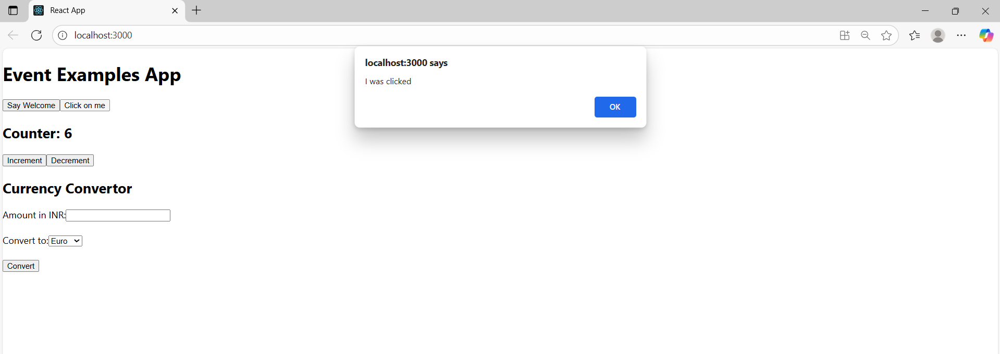 React App
localhost:3000
localhost:3000 says
I was clicked
OK
Event Examples App
Say Welcome Click on me
Counter: 6
Increment Decrement
Currency Convertor
Amount in INR:
Convert to: Euro
Convert